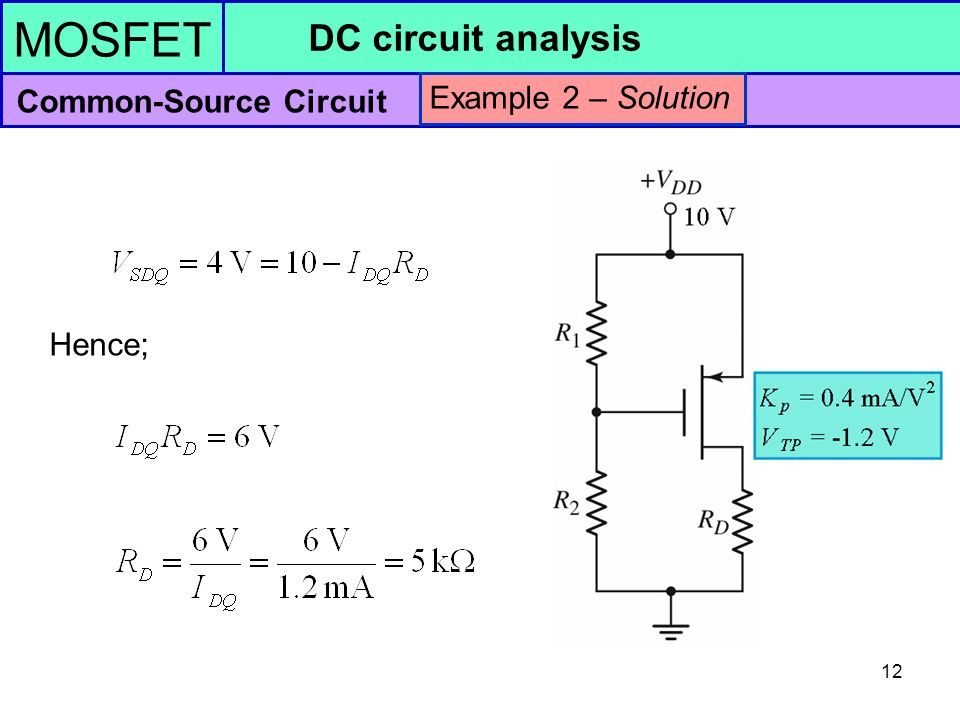 MOSFET
DC circuit analysis
Common-Source Circuit
Example 2 – Solution
+V_DD
10 V
V_SDQ = 4 V = 10 − I_DQ R_D
R_1
Hence;
K_p = 0.4 mA/V^2
V_TP = -1.2 V
I_DQ R_D = 6 V
R_2
R_D
R_D = 6 V / I_DQ = 6 V / 1.2 mA = 5 kΩ
12